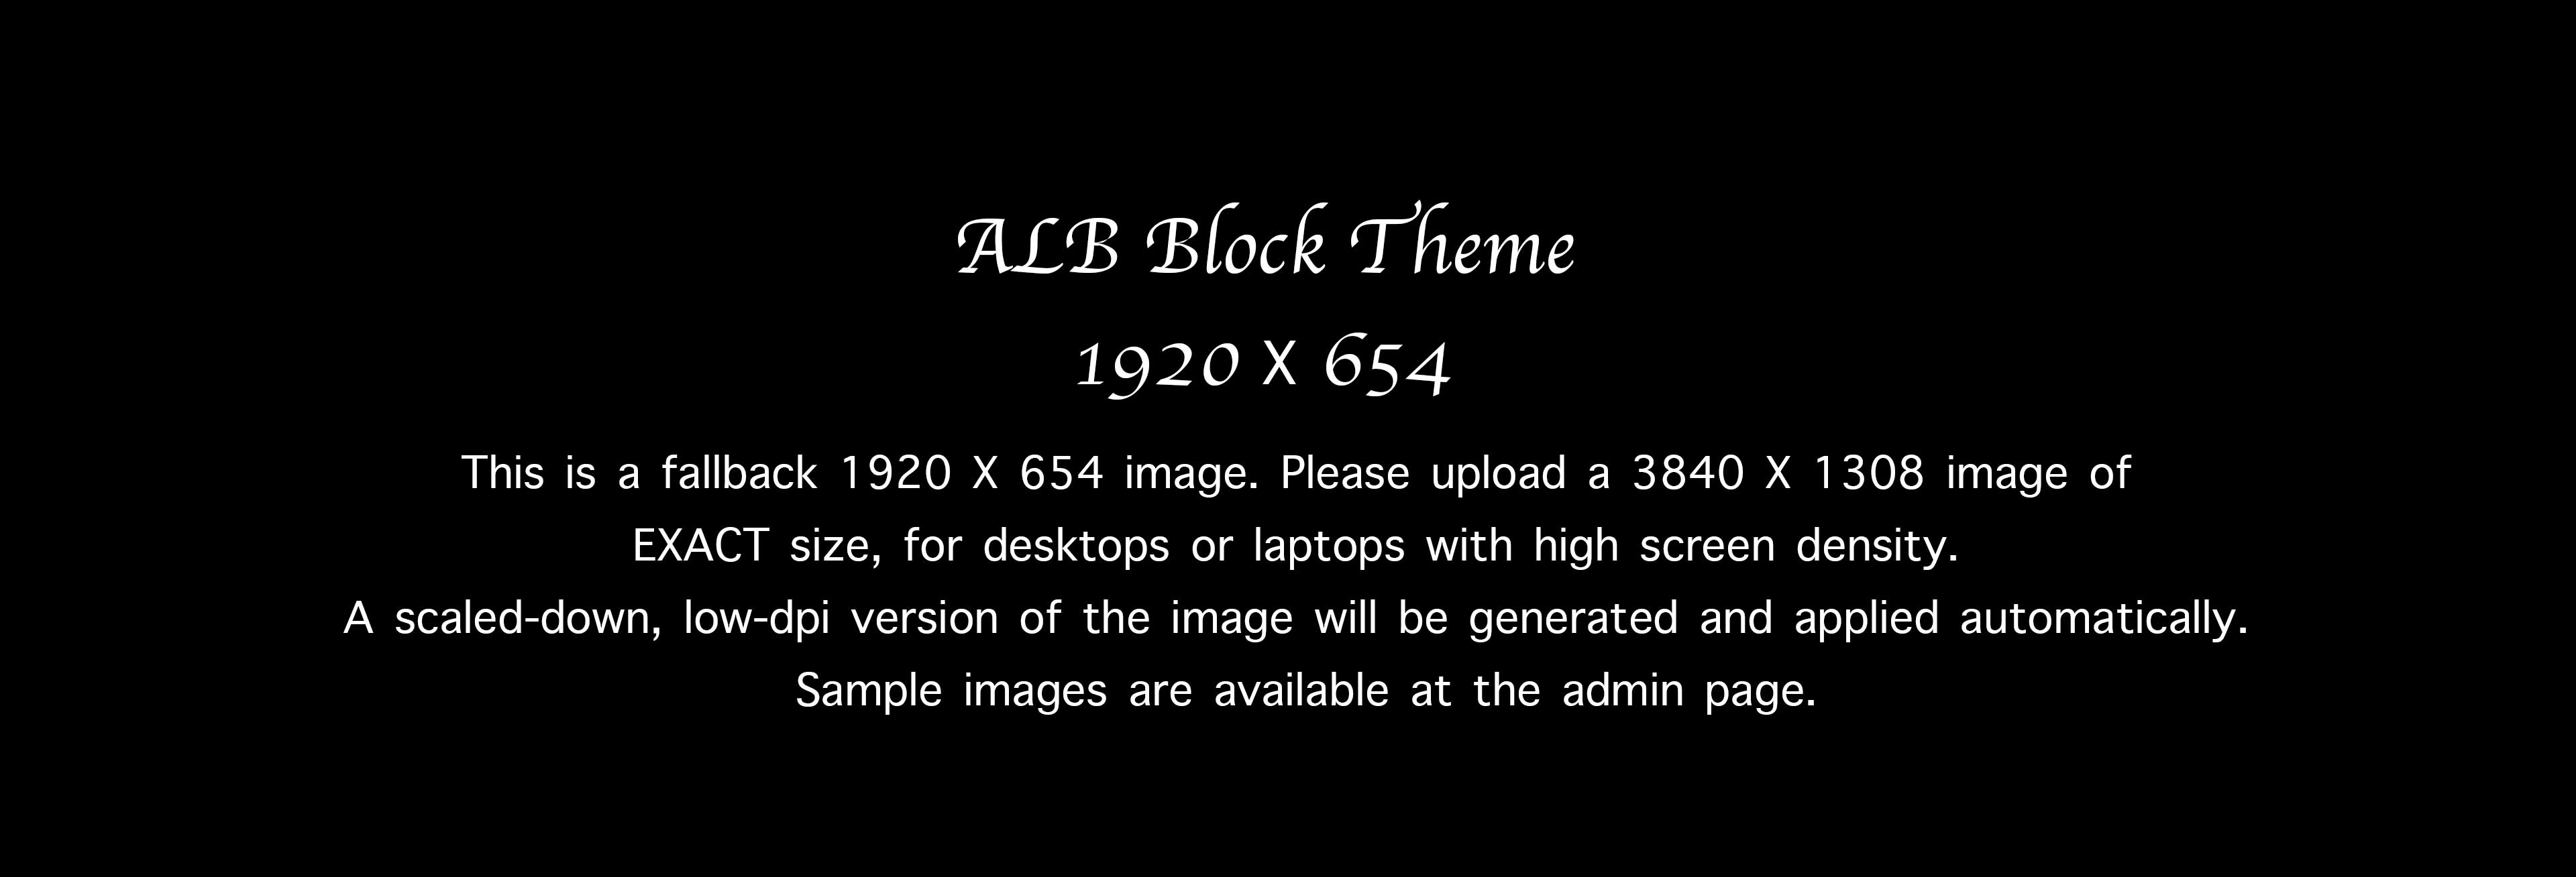 ALB Block Theme
1920 X 654
This is a fallback 1920 X 654 image. Please upload a 3840 X 1308 image of
EXACT size, for desktops or laptops with high screen density.
A scaled-down, low-dpi version of the image will be generated and applied automatically.
Sample images are available at the admin page.